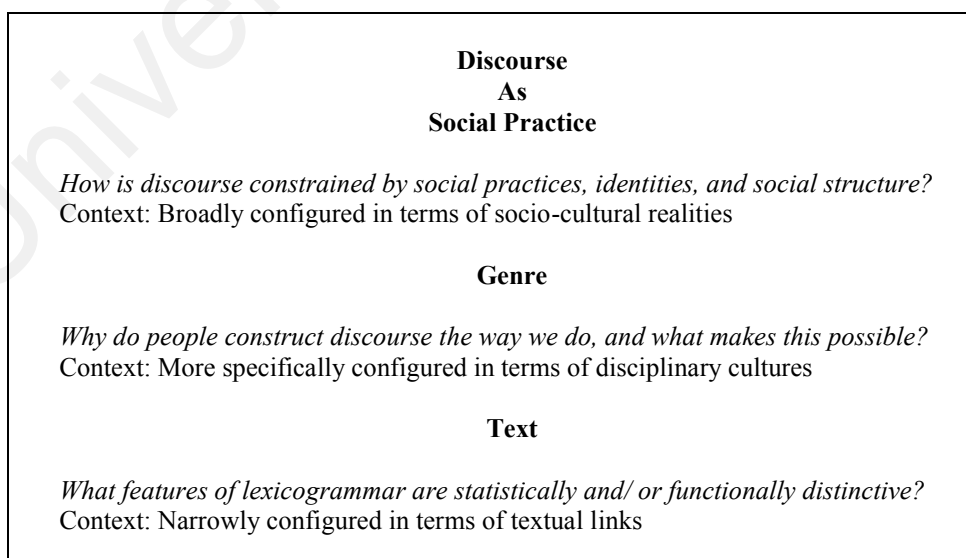 Discourse
As
Social Practice
How is discourse constrained by social practices, identities, and social structure?
Context: Broadly configured in terms of socio-cultural realities
Genre
Why do people construct discourse the way we do, and what makes this possible?
Context: More specifically configured in terms of disciplinary cultures
Text
What features of lexicogrammar are statistically and/ or functionally distinctive?
Context: Narrowly configured in terms of textual links